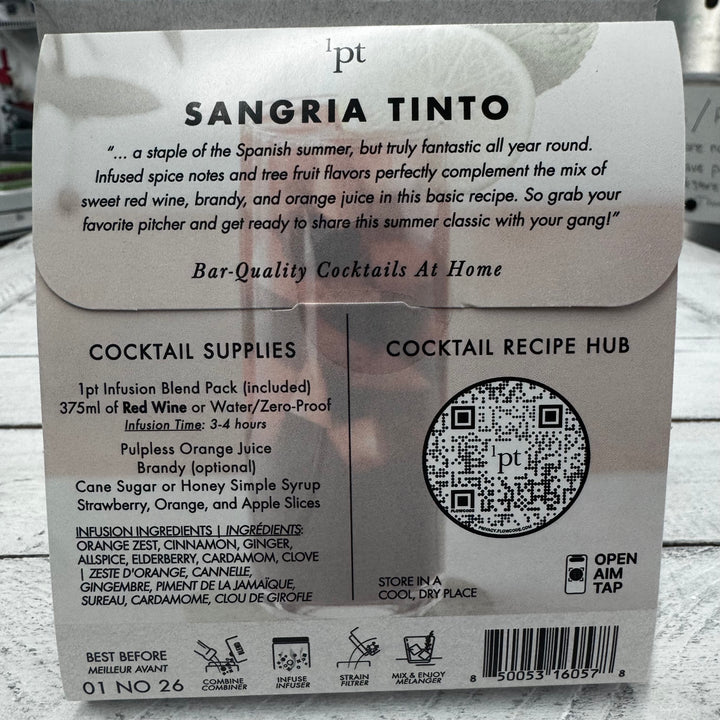 1pt
SANGRIA TINTO
"... a staple of the Spanish summer, but truly fantastic all year round.
Infused spice notes and tree fruit flavors perfectly complement the mix of
sweet red wine, brandy, and orange juice in this basic recipe. So grab your
favorite pitcher and get ready to share this summer classic with your gang!"
Bar-Quality Cocktails At Home
COCKTAIL SUPPLIES
1pt Infusion Blend Pack (included)
375ml of Red Wine or Water/Zero-Proof
Infusion Time: 3-4 hours
Pulpless Orange Juice
Brandy (optional)
Cane Sugar or Honey Simple Syrup
Strawberry, Orange, and Apple Slices
INFUSION INGREDIENTS | INGRÉDIENTS:
ORANGE ZEST, CINNAMON, GINGER,
ALLSPICE, ELDERBERRY, CARDAMOM, CLOVE
| ZESTE D'ORANGE, CANNELLE,
GINGEMBRE, PIMENT DE LA JAMAÏQUE,
SUREAU, CARDAMOME, CLOU DE GIROFLE
COCKTAIL RECIPE HUB
1pt
FLOWCODE
PRIVACY.FLOWCODE.COM
STORE IN A
COOL, DRY PLACE
OPEN
AIM
TAP
BEST BEFORE
MEILLEUR AVANT
01 NO 26
COMBINE
COMBINER
INFUSE
INFUSER
STRAIN
FILTRER
MIX & ENJOY
MÉLANGER
8 50053 16057 8